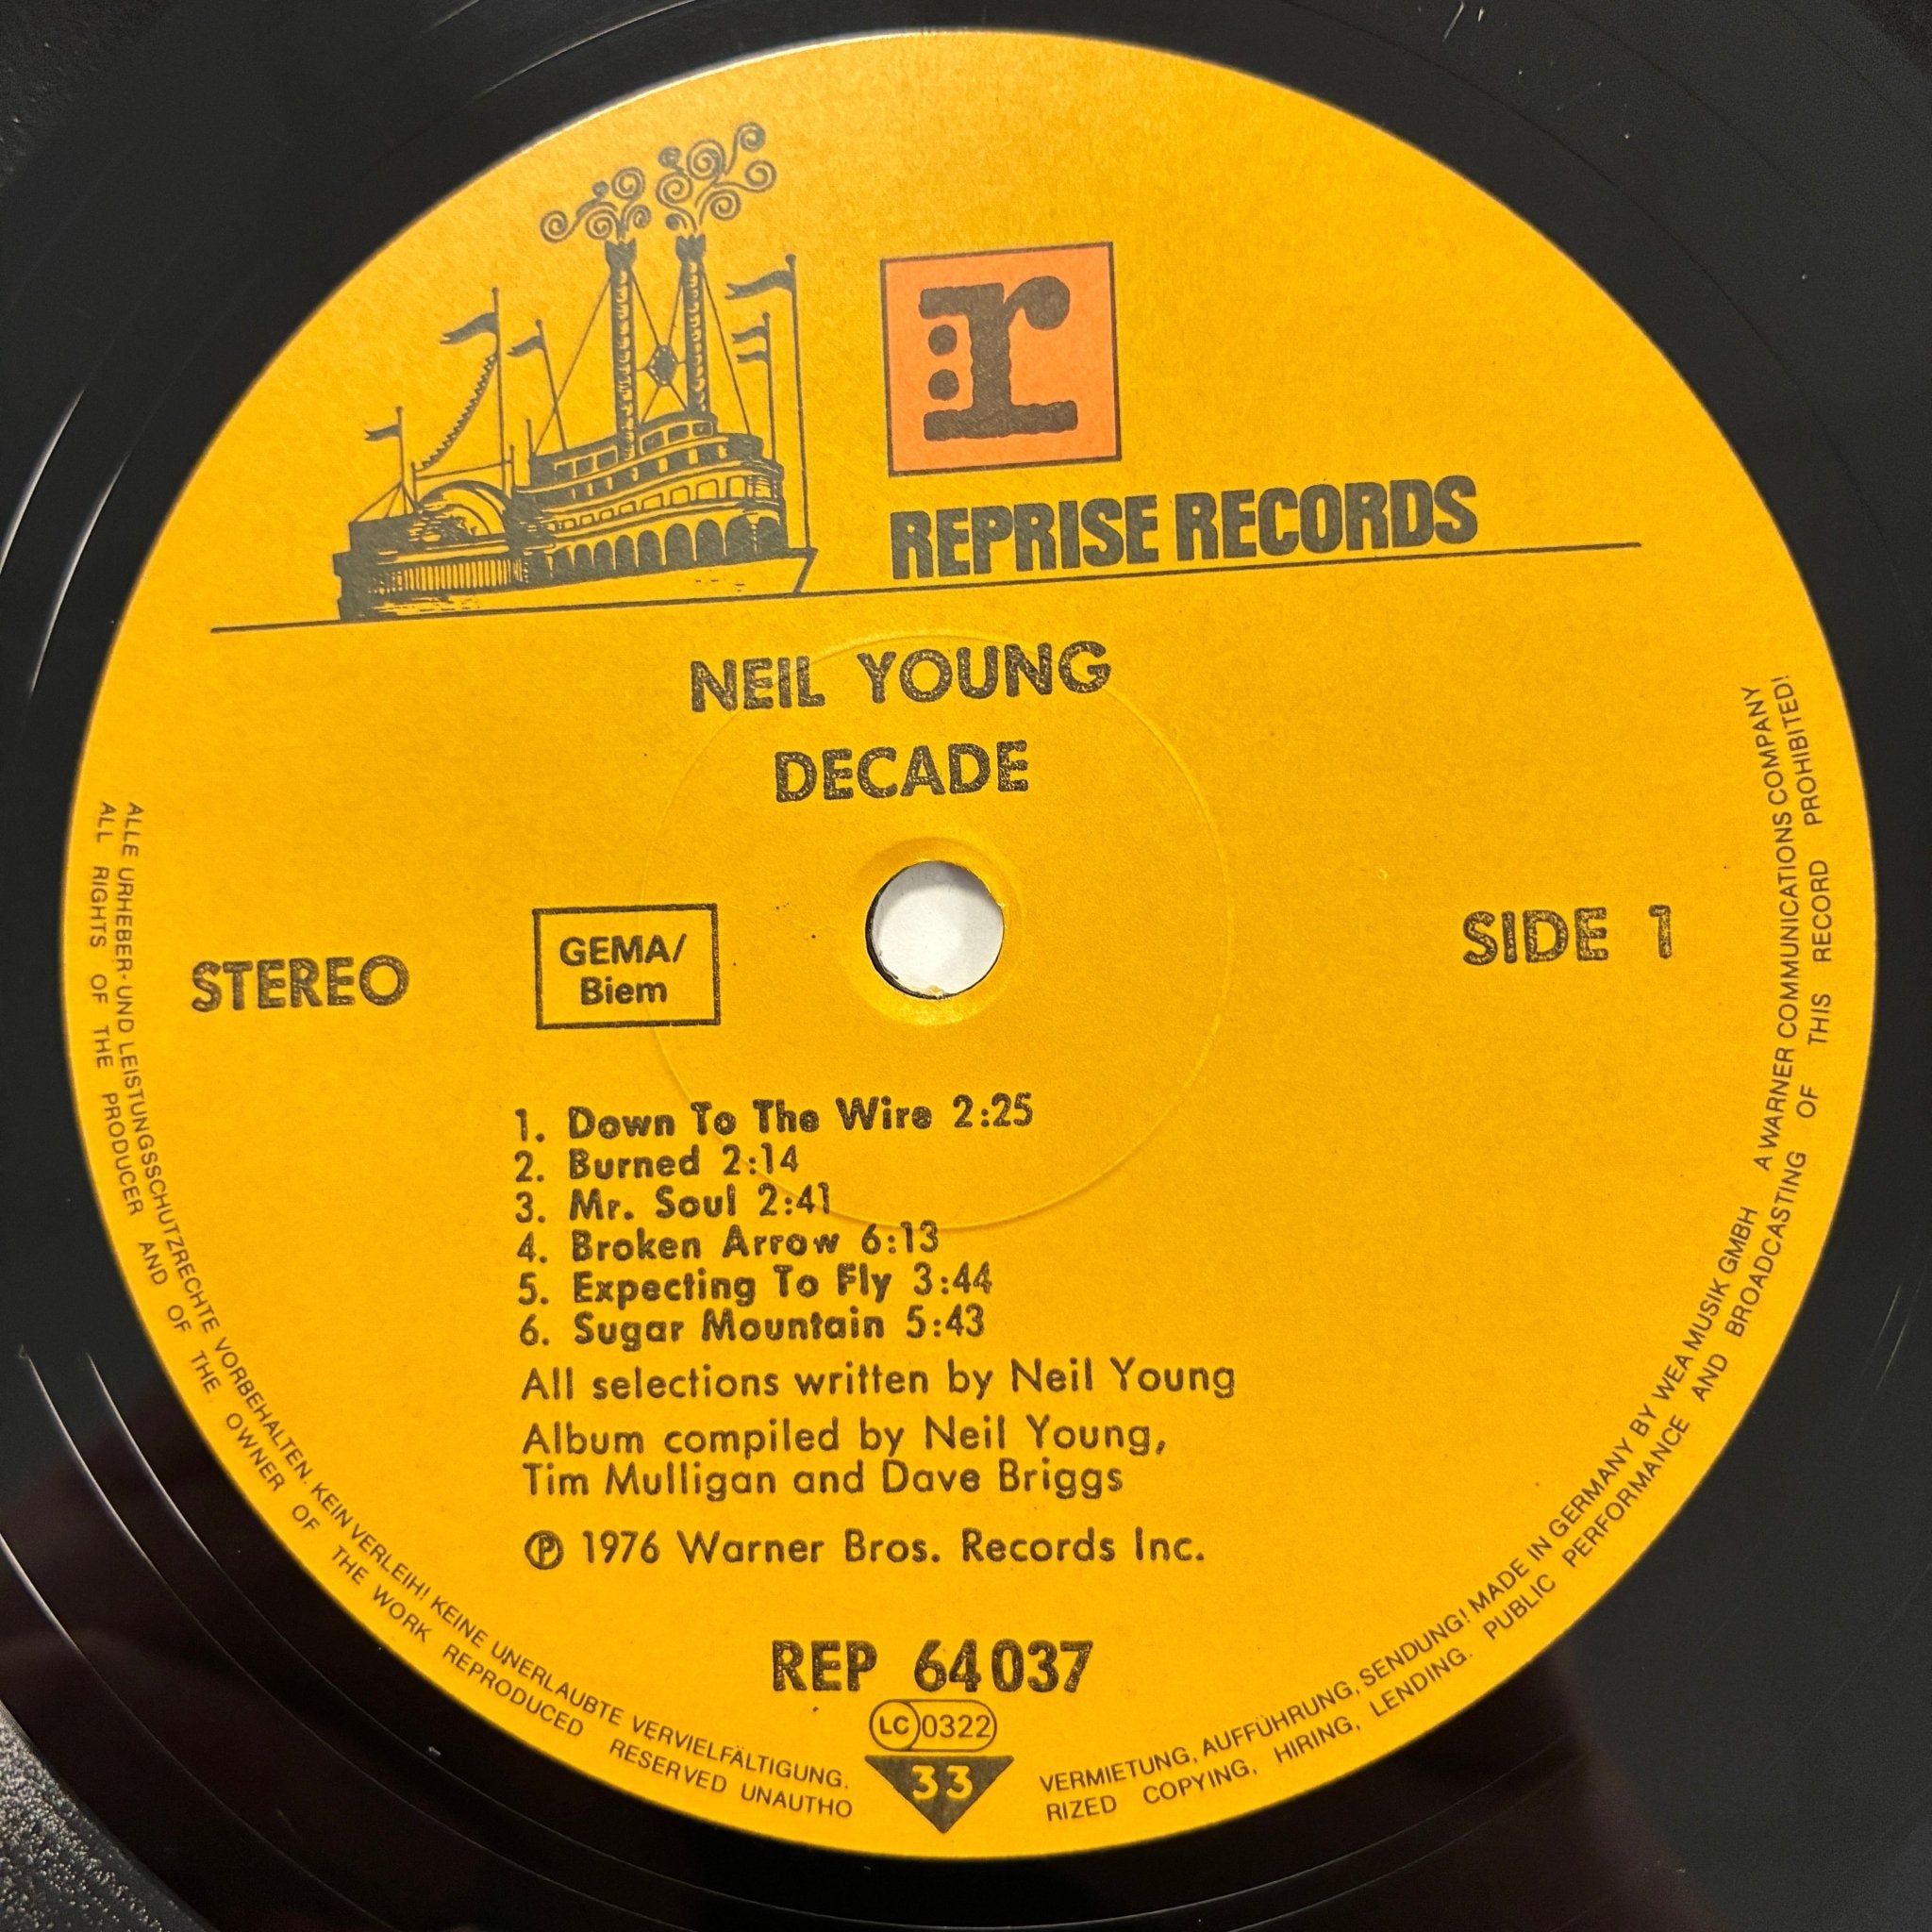 r
REPRISE RECORDS
NEIL YOUNG
DECADE
STEREO
GEMA/
Biem
SIDE 1
1. Down To The Wire 2:25
2. Burned 2:14
3. Mr. Soul 2:41
4. Broken Arrow 6:13
5. Expecting To Fly 3:44
6. Sugar Mountain 5:43
All selections written by Neil Young
Album compiled by Neil Young,
Tim Mulligan and Dave Briggs
℗ 1976 Warner Bros. Records Inc.
REP 64 037
LC 0322
33
ALLE URHEBER- UND LEISTUNGSSCHUTZRECHTE VORBEHALTEN. KEIN VERLEIH! KEINE UNERLAUBTE VERVIELFÄLTIGUNG. VERMIETUNG, AUFFÜHRUNG, SENDUNG! MADE IN GERMANY BY WEA MUSIK GMBH A WARNER COMMUNICATIONS COMPANY
ALL RIGHTS OF THE PRODUCER AND OF THE OWNER OF THE WORK REPRODUCED RESERVED UNAUTHO RIZED COPYING, HIRING, LENDING. PUBLIC PERFORMANCE AND BROADCASTING OF THIS RECORD PROHIBITED!